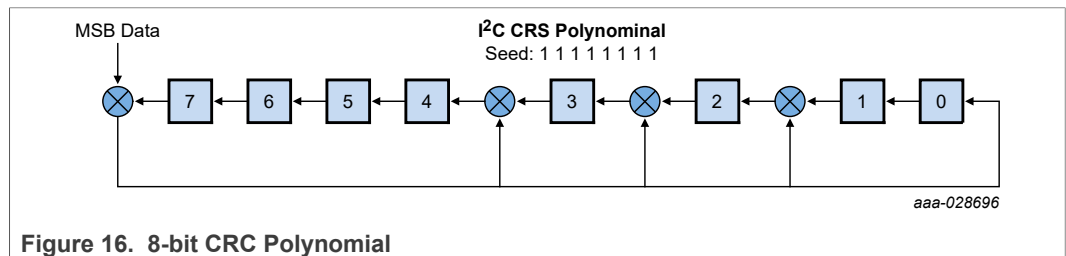 MSB Data
I²C CRS Polynominal
Seed: 1 1 1 1 1 1 1 1
7 6 5 4 3 2 1 0
aaa-028696
Figure 16. 8-bit CRC Polynomial